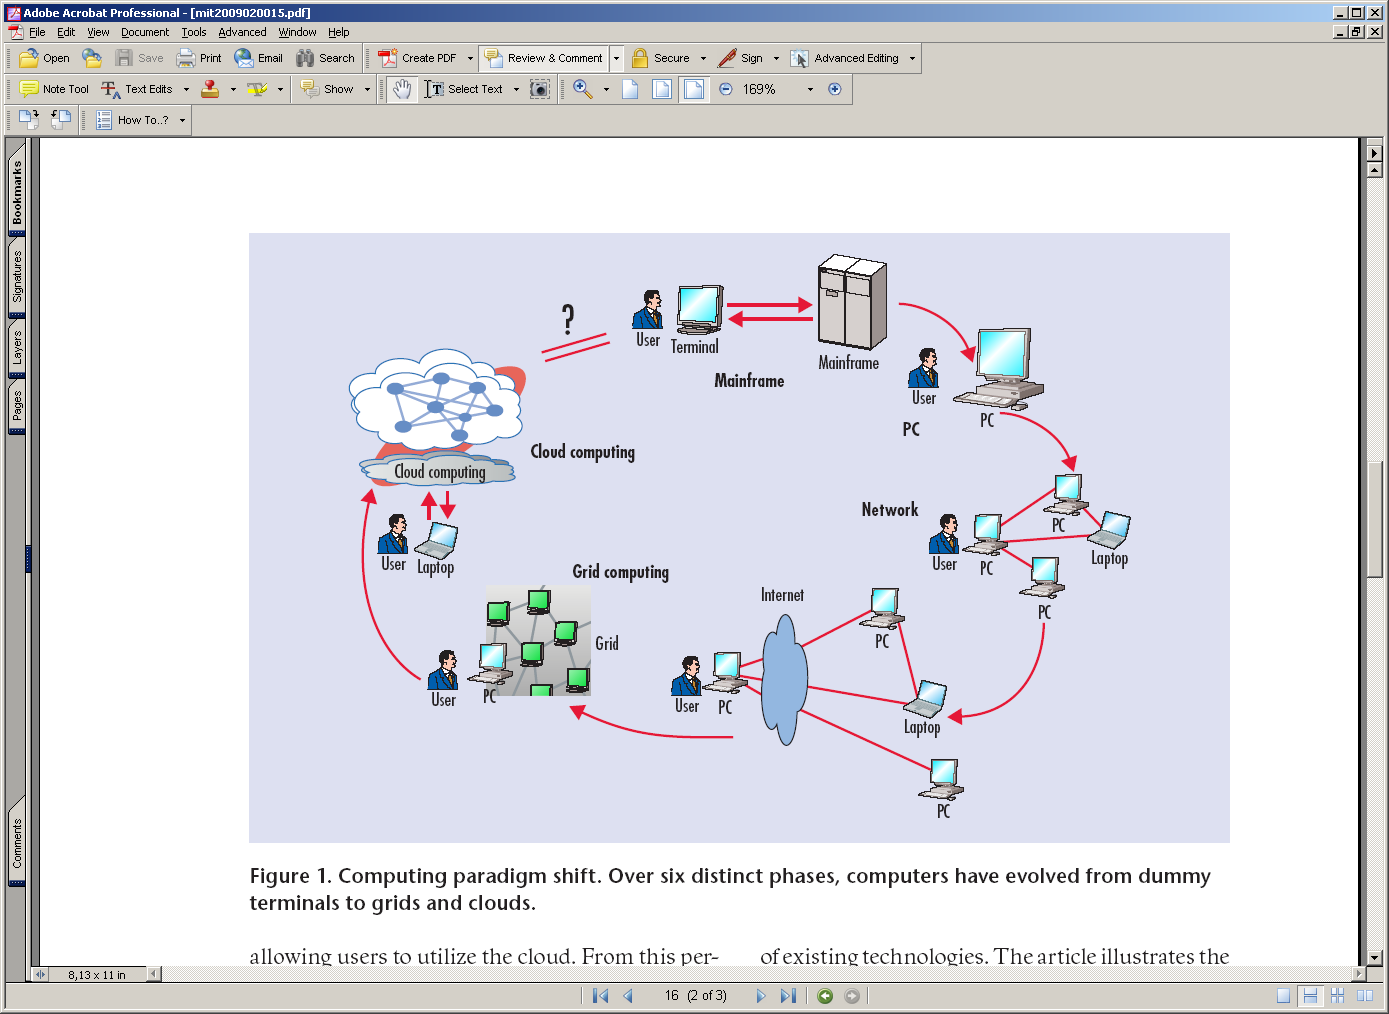 Adobe Acrobat Professional - [mit2009020015.pdf]
File Edit View Document Tools Advanced Window Help
Open Save Print Email Search Create PDF Review & Comment Secure Sign Advanced Editing
Note Tool Text Edits Show Select Text 169%
How To..?
Bookmarks
Signatures
Layers
Pages
Comments
?
User
Terminal
Mainframe
Mainframe
User
PC
PC
Cloud computing
Cloud computing
User
Laptop
Network
User
PC
PC
Laptop
PC
Grid computing
Grid
User
PC
Internet
User
PC
PC
Laptop
PC
Figure 1. Computing paradigm shift. Over six distinct phases, computers have evolved from dummy
terminals to grids and clouds.
allowing users to utilize the cloud. From this per-
of existing technologies. The article illustrates the
8,13 x 11 in
16 (2 of 3)